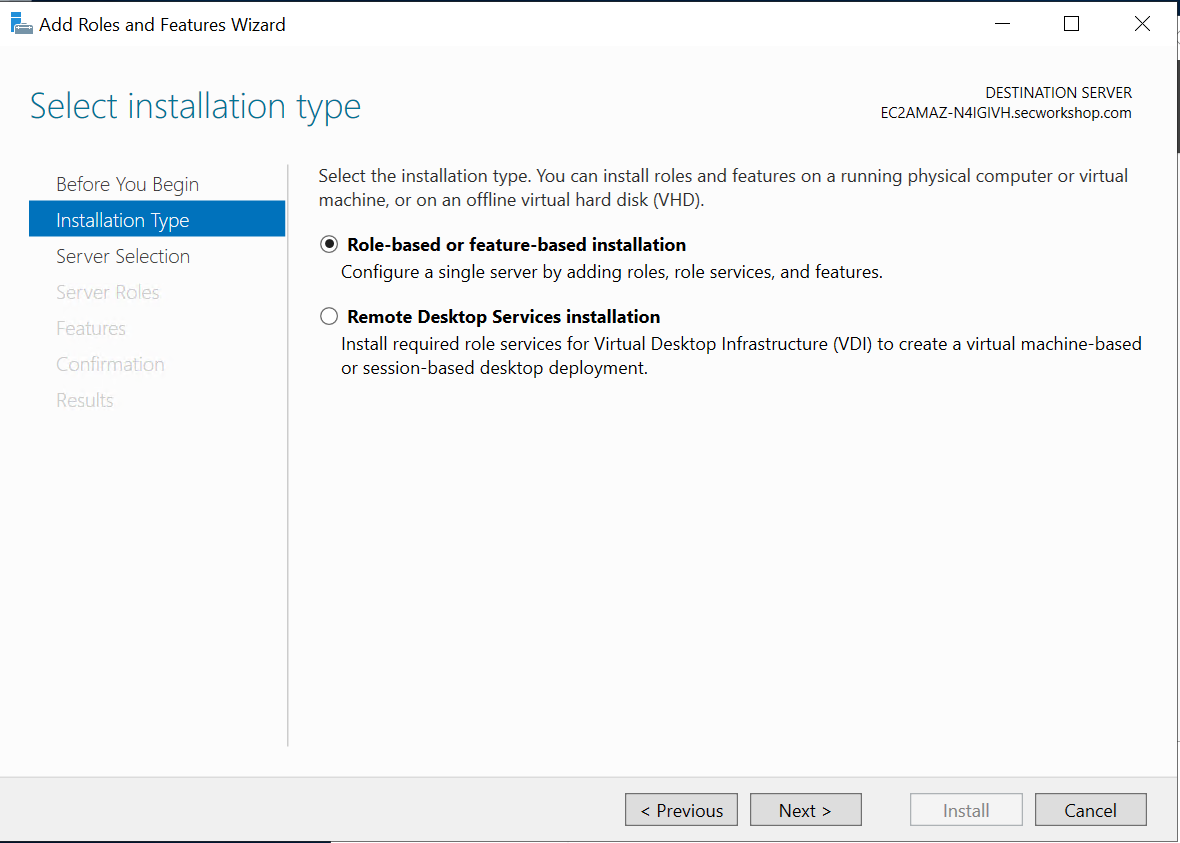 Add Roles and Features Wizard
Select installation type
DESTINATION SERVER
EC2AMAZ-N4IGIVH.secworkshop.com
Before You Begin
Installation Type
Server Selection
Server Roles
Features
Confirmation
Results
Select the installation type. You can install roles and features on a running physical computer or virtual
machine, or on an offline virtual hard disk (VHD).
Role-based or feature-based installation
Configure a single server by adding roles, role services, and features.
Remote Desktop Services installation
Install required role services for Virtual Desktop Infrastructure (VDI) to create a virtual machine-based
or session-based desktop deployment.
< Previous
Next >
Install
Cancel